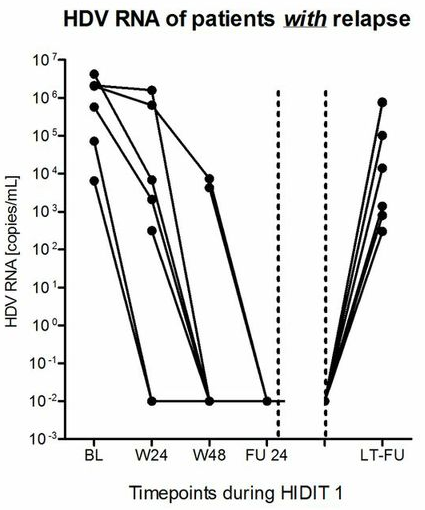 HDV RNA of patients with relapse
HDV RNA [copies/mL]
10^7
10^6
10^5
10^4
10^3
10^2
10^1
10^0
10^-1
10^-2
10^-3
BL W24 W48 FU 24 LT-FU
Timepoints during HIDIT 1